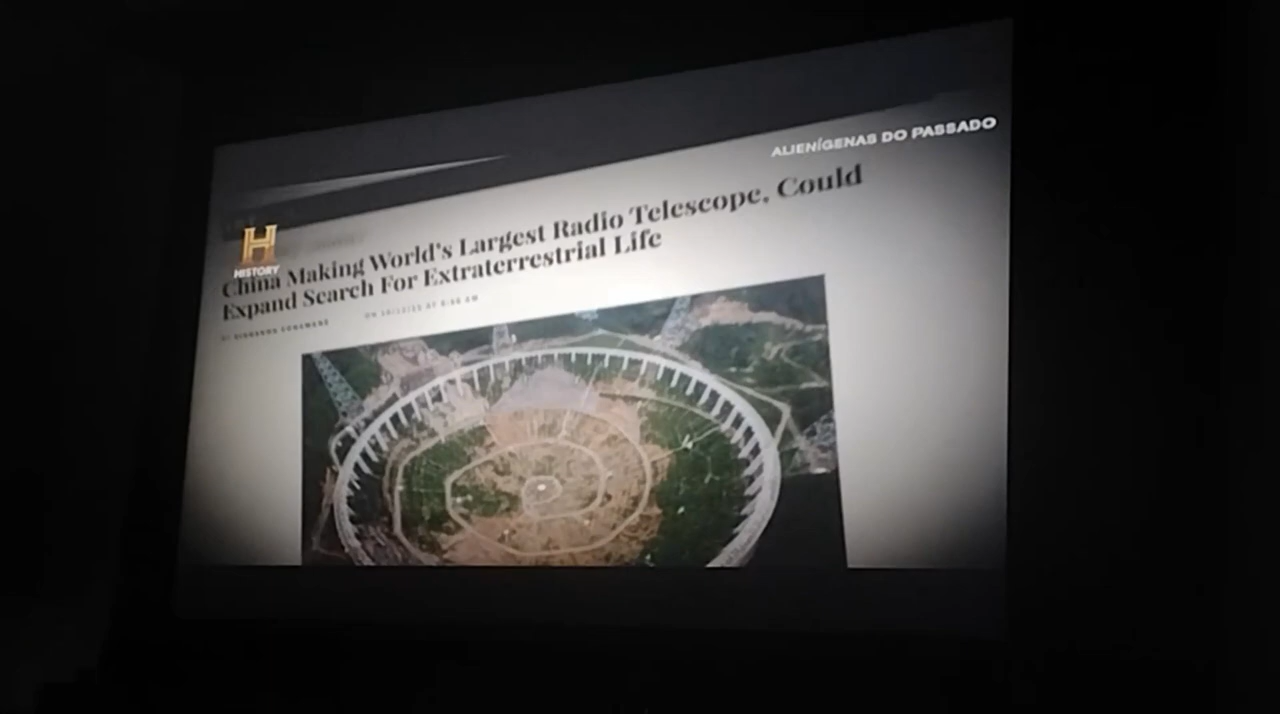 ALIENÍGENAS DO PASSADO
HISTORY
China Making World's Largest Radio Telescope, Could
Expand Search For Extraterrestrial Life